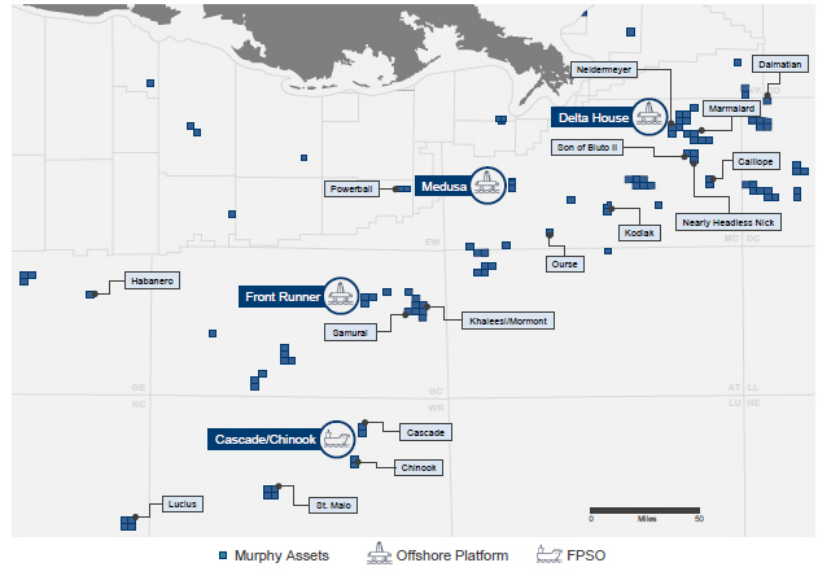 Neidermeyer
Dalmatian
VK DD
Delta House
Marmalard
Son of Bluto II
Calliope
Powerball
Medusa
Nearly Headless Nick
Kodiak
MC DC
EW
Ourse
Habanero
Front Runner
Samurai
Khaleesi/Mormont
GB
GC
AT LL
KC
WR
LU HE
Cascade/Chinook
Cascade
Chinook
Lucius
St. Malo
0 Miles 50
Murphy Assets Offshore Platform FPSO